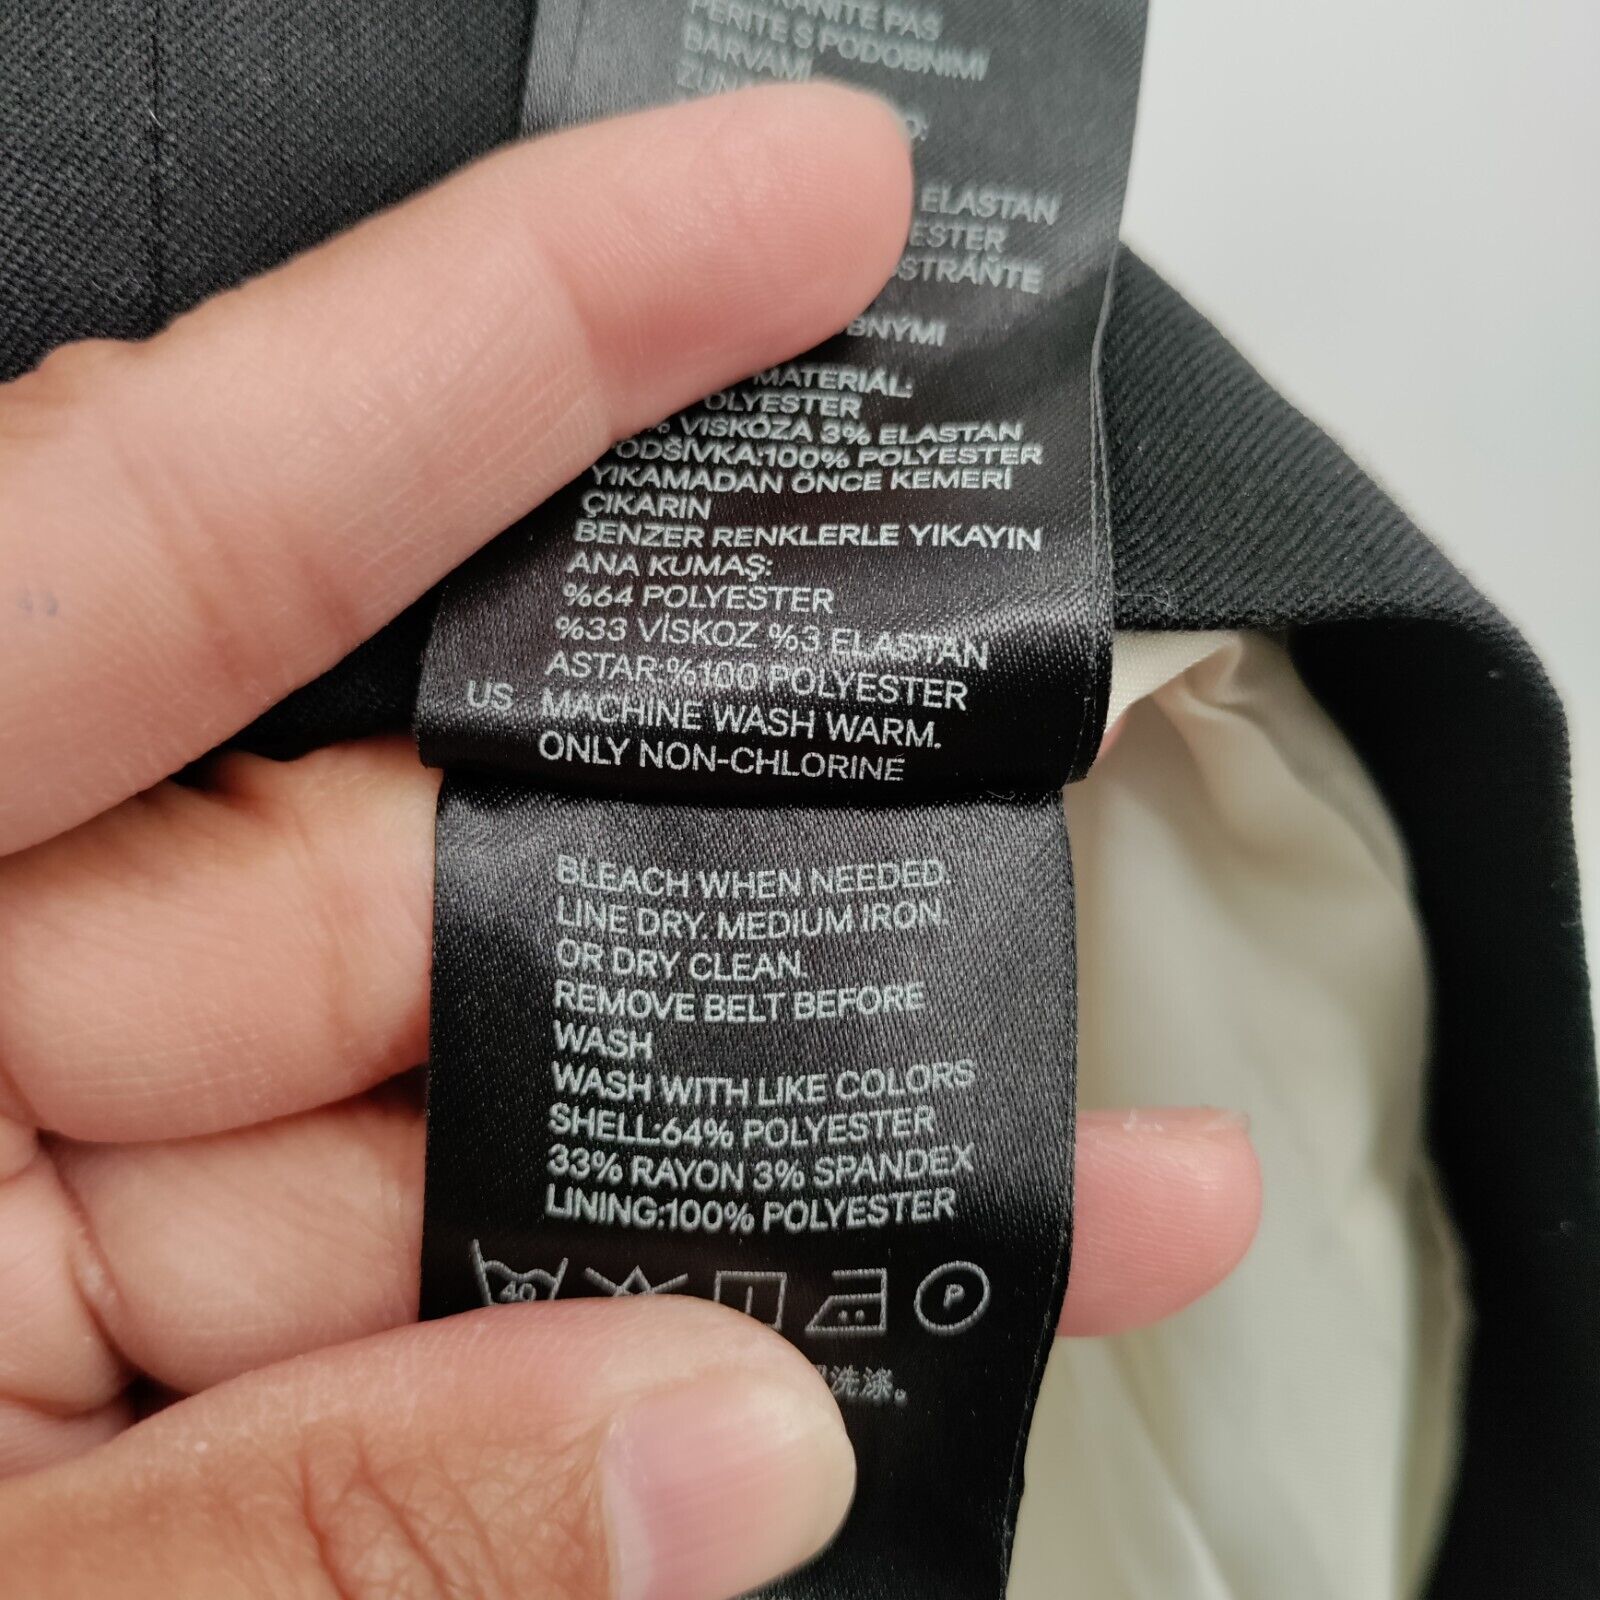 PAS
PERITE S PODOBNIMI
BARVAMI
ELASTAN
MATERIÁL:
POLYESTER
VISKÓZA 3% ELASTAN
PODŠÍVKA:100% POLYESTER
YIKAMADAN ÖNCE KEMERİ
ÇIKARIN
BENZER RENKLERLE YIKAYIN
ANA KUMAŞ:
%64 POLYESTER
%33 VİSKOZ %3 ELASTAN
ASTAR:%100 POLYESTER
US MACHINE WASH WARM.
ONLY NON-CHLORINE
BLEACH WHEN NEEDED.
LINE DRY. MEDIUM IRON.
OR DRY CLEAN.
REMOVE BELT BEFORE
WASH
WASH WITH LIKE COLORS
SHELL:64% POLYESTER
33% RAYON 3% SPANDEX
LINING:100% POLYESTER
40 P
洗涤。